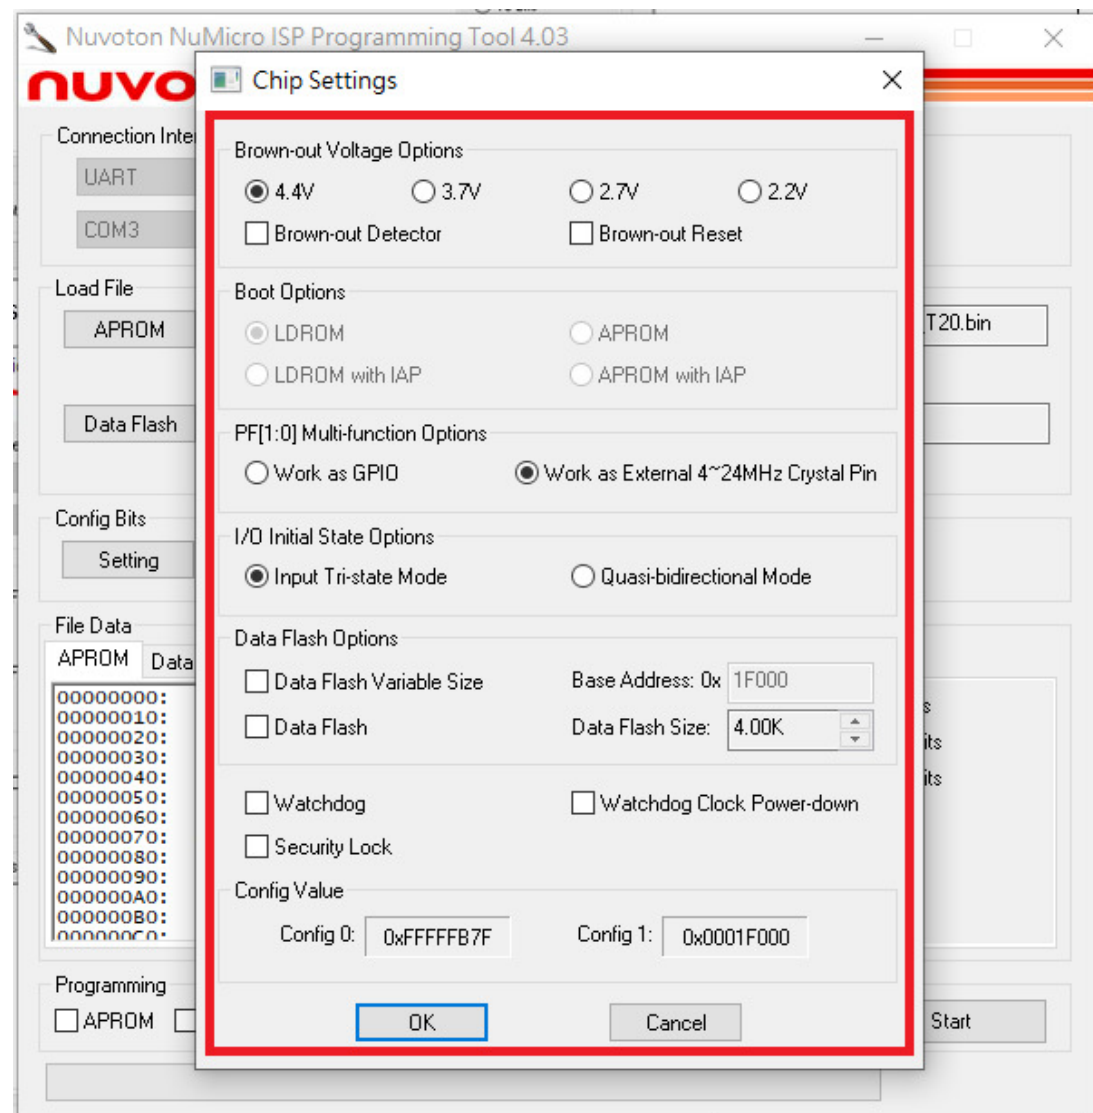 Nuvoton NuMicro ISP Programming Tool 4.03
nuvo
Chip Settings
Connection Inte
UART
COM3
Load File
APROM
T20.bin
Data Flash
Config Bits
Setting
File Data
APROM Data
00000000:
00000010:
00000020:
00000030:
00000040:
00000050:
00000060:
00000070:
00000080:
00000090:
000000A0:
000000B0:
000000C0:
its
its
Programming
APROM
Start
Brown-out Voltage Options
4.4V 3.7V 2.7V 2.2V
Brown-out Detector Brown-out Reset
Boot Options
LDROM APROM
LDROM with IAP APROM with IAP
PF[1:0] Multi-function Options
Work as GPIO Work as External 4~24MHz Crystal Pin
I/O Initial State Options
Input Tri-state Mode Quasi-bidirectional Mode
Data Flash Options
Data Flash Variable Size Base Address: 0x 1F000
Data Flash Data Flash Size: 4.00K
Watchdog Watchdog Clock Power-down
Security Lock
Config Value
Config 0: 0xFFFFFB7F Config 1: 0x0001F000
OK Cancel